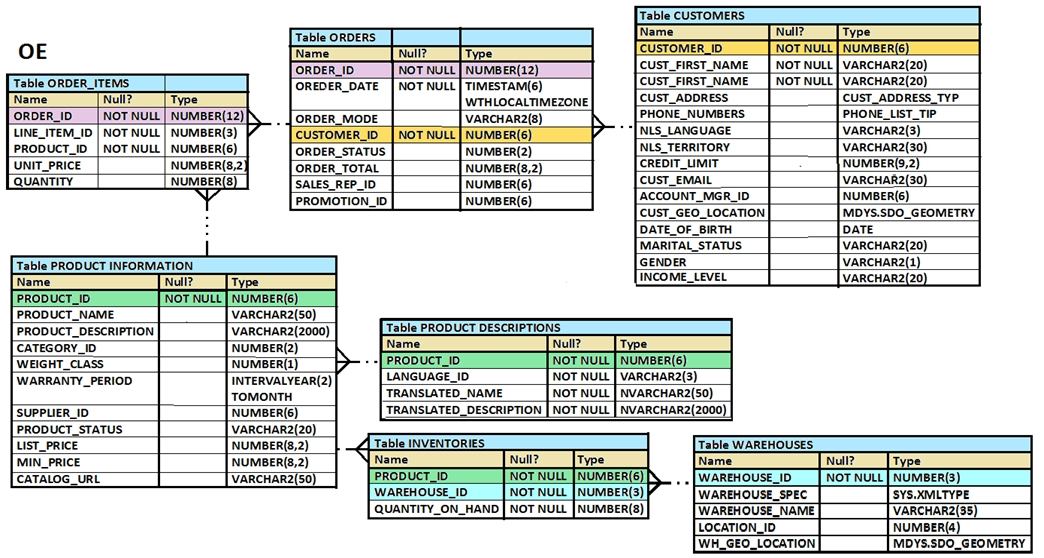 OE
Table ORDER_ITEMS
Name Null? Type
ORDER_ID NOT NULL NUMBER(12)
LINE_ITEM_ID NOT NULL NUMBER(3)
PRODUCT_ID NOT NULL NUMBER(6)
UNIT_PRICE NUMBER(8,2)
QUANTITY NUMBER(8)
Table ORDERS
Name Null? Type
ORDER_ID NOT NULL NUMBER(12)
OREDER_DATE NOT NULL TIMESTAM(6)
WTHLOCALTIMEZONE
ORDER_MODE VARCHAR2(8)
CUSTOMER_ID NOT NULL NUMBER(6)
ORDER_STATUS NUMBER(2)
ORDER_TOTAL NUMBER(8,2)
SALES_REP_ID NUMBER(6)
PROMOTION_ID NUMBER(6)
Table CUSTOMERS
Name Null? Type
CUSTOMER_ID NOT NULL NUMBER(6)
CUST_FIRST_NAME NOT NULL VARCHAR2(20)
CUST_FIRST_NAME NOT NULL VARCHAR2(20)
CUST_ADDRESS CUST_ADDRESS_TYP
PHONE_NUMBERS PHONE_LIST_TIP
NLS_LANGUAGE VARCHAR2(3)
NLS_TERRITORY VARCHAR2(30)
CREDIT_LIMIT NUMBER(9,2)
CUST_EMAIL VARCHAR2(30)
ACCOUNT_MGR_ID NUMBER(6)
CUST_GEO_LOCATION MDYS.SDO_GEOMETRY
DATE_OF_BIRTH DATE
MARITAL_STATUS VARCHAR2(20)
GENDER VARCHAR2(1)
INCOME_LEVEL VARCHAR2(20)
Table PRODUCT INFORMATION
Name Null? Type
PRODUCT_ID NOT NULL NUMBER(6)
PRODUCT_NAME VARCHAR2(50)
PRODUCT_DESCRIPTION VARCHAR2(2000)
CATEGORY_ID NUMBER(2)
WEIGHT_CLASS NUMBER(1)
WARRANTY_PERIOD INTERVALYEAR(2)
TOMONTH
SUPPLIER_ID NUMBER(6)
PRODUCT_STATUS VARCHAR2(20)
LIST_PRICE NUMBER(8,2)
MIN_PRICE NUMBER(8,2)
CATALOG_URL VARCHAR2(50)
Table PRODUCT DESCRIPTIONS
Name Null? Type
PRODUCT_ID NOT NULL NUMBER(6)
LANGUAGE_ID NOT NULL VARCHAR2(3)
TRANSLATED_NAME NOT NULL NVARCHAR2(50)
TRANSLATED_DESCRIPTION NOT NULL NVARCHAR2(2000)
Table INVENTORIES
Name Null? Type
PRODUCT_ID NOT NULL NUMBER(6)
WAREHOUSE_ID NOT NULL NUMBER(3)
QUANTITY_ON_HAND NOT NULL NUMBER(8)
Table WAREHOUSES
Name Null? Type
WAREHOUSE_ID NOT NULL NUMBER(3)
WAREHOUSE_SPEC SYS.XMLTYPE
WAREHOUSE_NAME VARCHAR2(35)
LOCATION_ID NUMBER(4)
WH_GEO_LOCATION MDYS.SDO_GEOMETRY